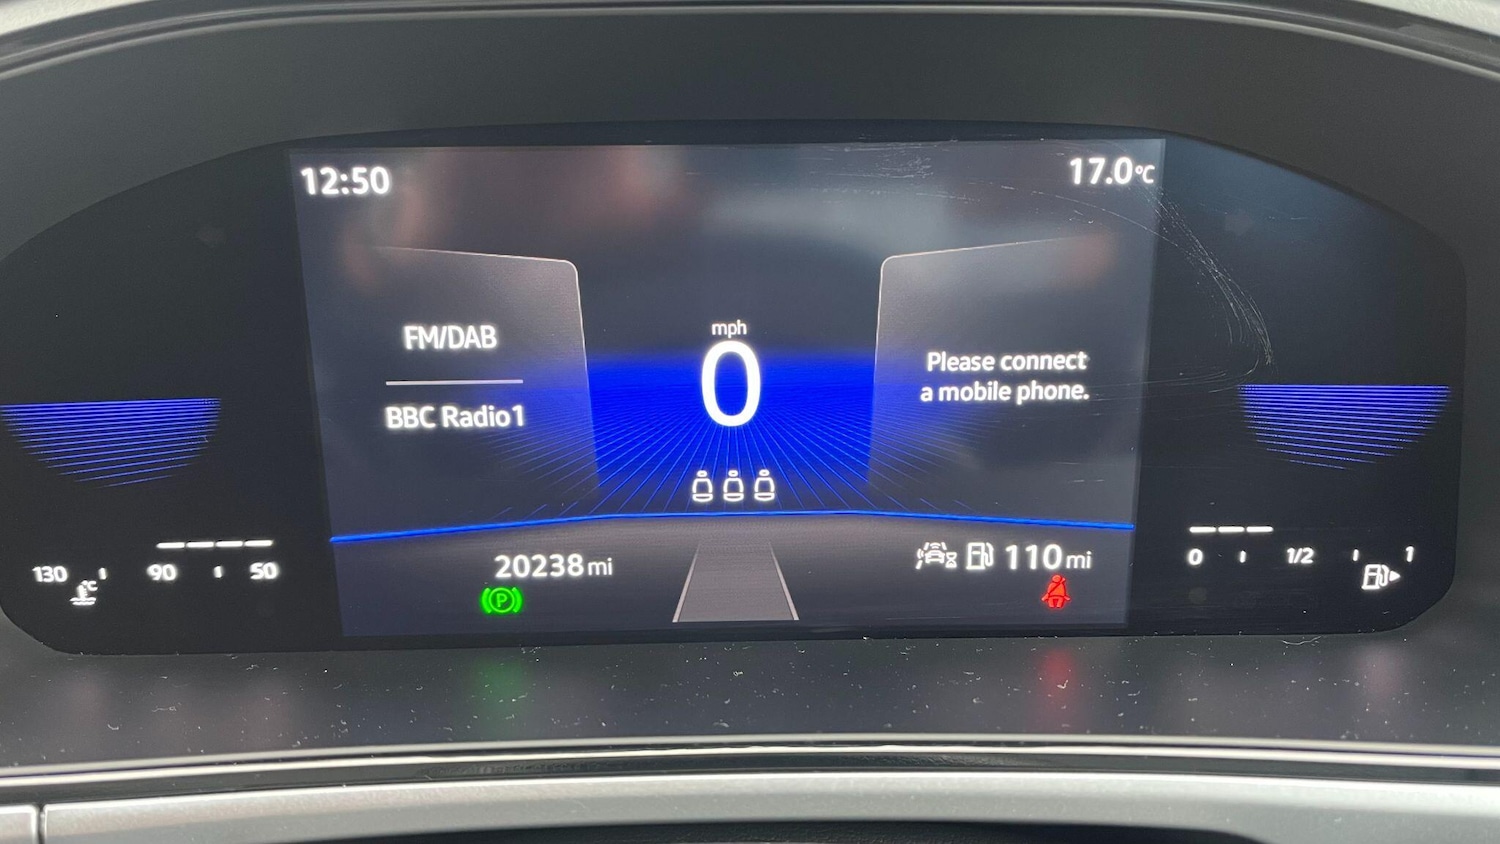 12:50
17.0°C
FM/DAB
BBC Radio1
mph
0
Please connect
a mobile phone.
20238 mi
110 mi
P
130
90
50
°C
0
1/2
1